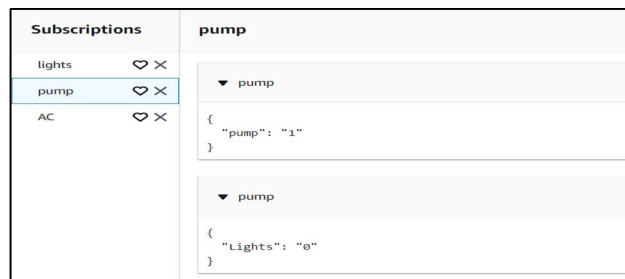 Subscriptions
lights
pump
AC
pump
pump
{
"pump": "1"
}
pump
{
"Lights": "0"
}